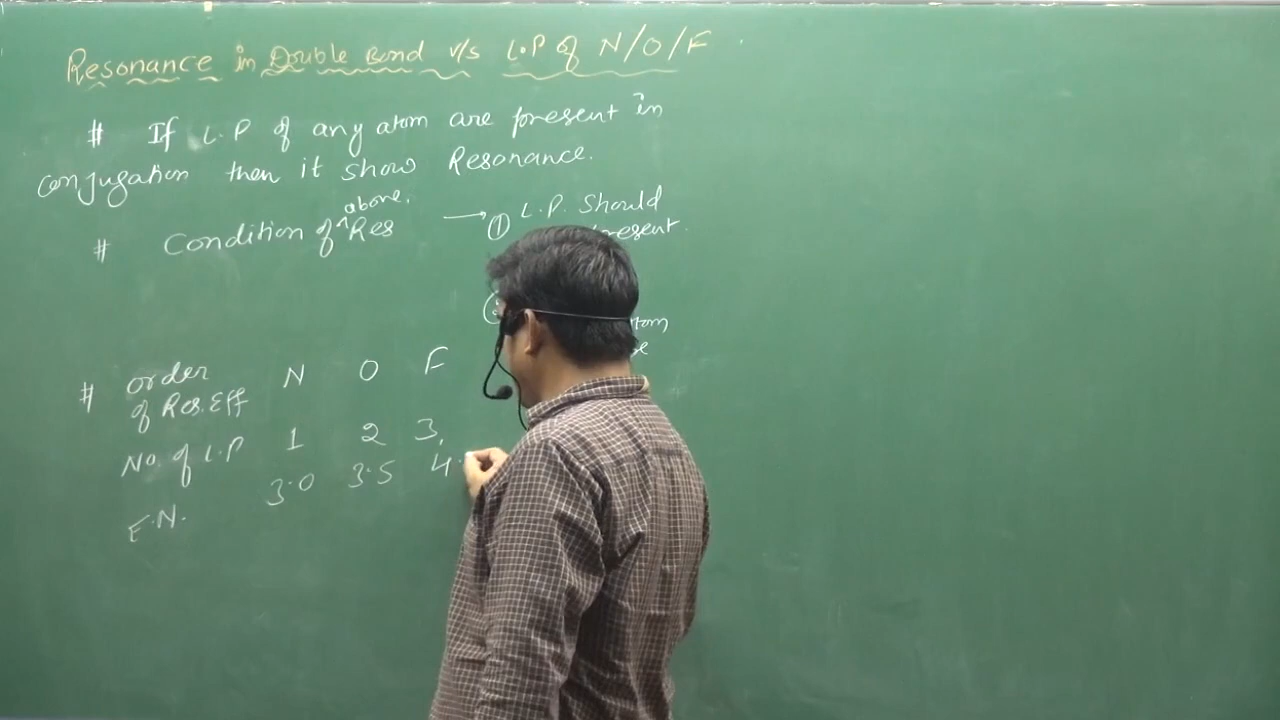 Resonance in Double Bond v/s L.P of N/O/F
# If L.P of any atom are present in
Conjugation then it show Resonance.
above.
# Condition of ^ Res → ① L.P. Should
present.
atom
# order N O F
of Res. Eff
No. of L.P 1 2 3,
E.N. 3.0 3.5 4.